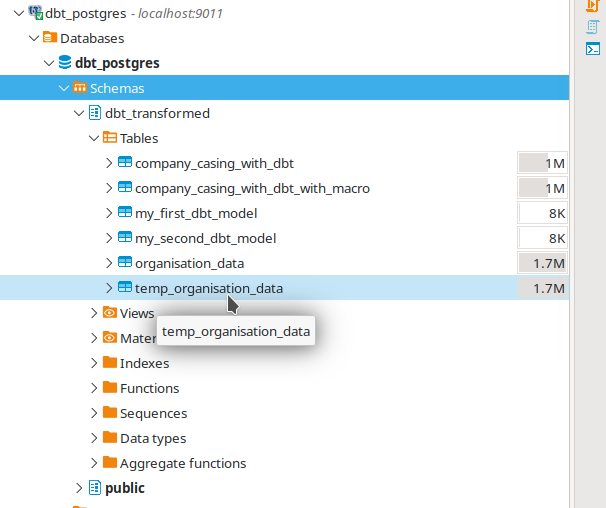 dbt_postgres - localhost:9011
Databases
dbt_postgres
Schemas
dbt_transformed
Tables
company_casing_with_dbt 1M
company_casing_with_dbt_with_macro 1M
my_first_dbt_model 8K
my_second_dbt_model 8K
organisation_data 1.7M
temp_organisation_data 1.7M
Views
temp_organisation_data
Indexes
Functions
Sequences
Data types
Aggregate functions
public